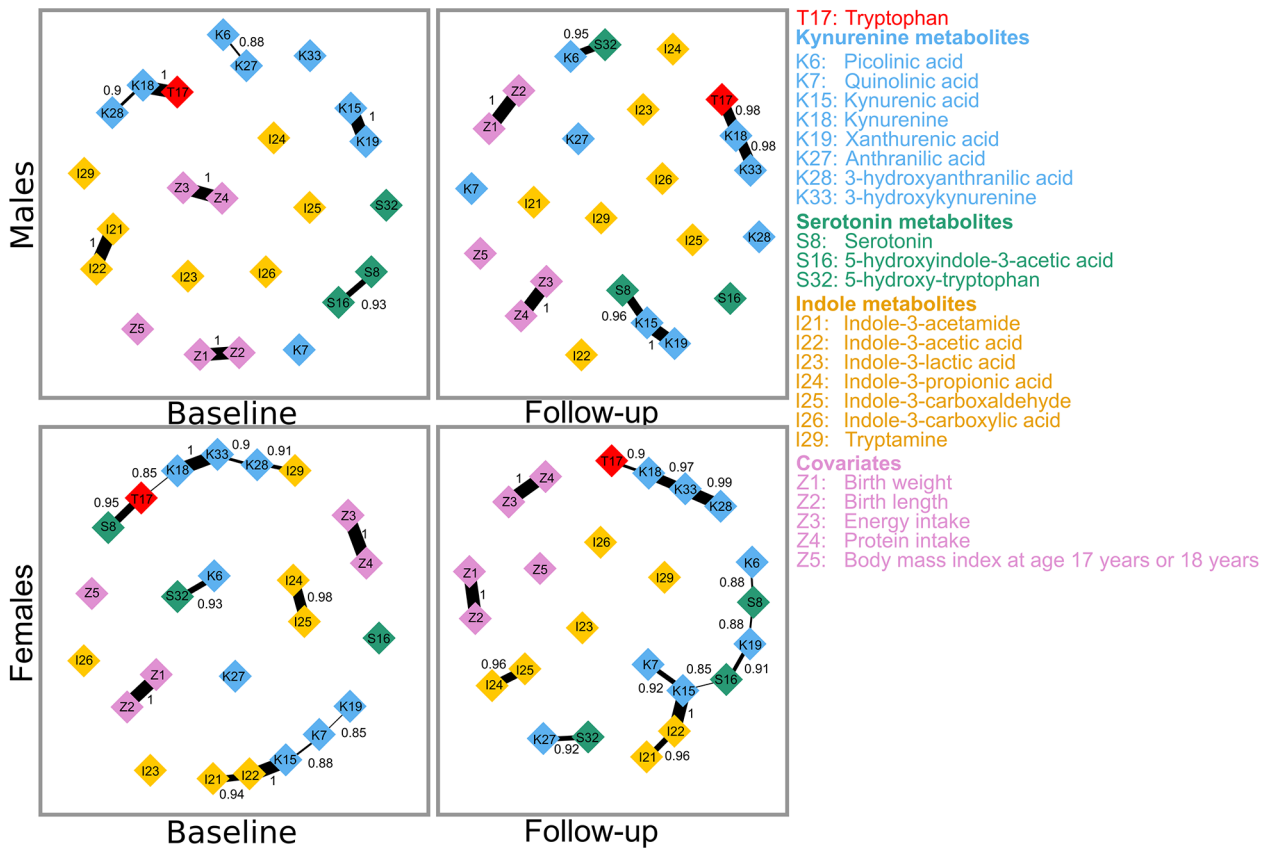 Males
K6
0.88
K27
K33
1
K18
T17
0.9
K28
K15
1
K19
I24
I29
1
Z3
Z4
I25
S32
I21
1
I22
I23
I26
S8
S16
0.93
Z5
1
Z1
Z2
K7
Baseline
0.95
S32
K6
I24
Z2
1
Z1
I23
T17
0.98
K18
0.98
K33
K27
K7
I26
I21
I29
I25
K28
Z5
Z3
Z4
1
S8
0.96
K15
1
K19
S16
I22
Follow-up
Females
1
K33
0.9
K28
0.91
I29
K18
0.85
T17
0.95
S8
Z3
1
Z4
K6
S32
0.93
Z5
I24
0.98
I25
S16
I26
Z1
Z2
1
K27
K19
0.85
K7
0.88
K15
1
I22
I21
0.94
I23
Baseline
T17
0.9
K18
0.97
K33
0.99
K28
1
Z4
Z3
I26
K6
0.88
S8
0.88
K19
0.91
S16
0.85
Z1
1
Z2
Z5
I29
I23
0.96
I25
I24
K7
0.92
K15
1
I22
I21
0.96
K27
S32
0.92
Follow-up
T17: Tryptophan
Kynurenine metabolites
K6: Picolinic acid
K7: Quinolinic acid
K15: Kynurenic acid
K18: Kynurenine
K19: Xanthurenic acid
K27: Anthranilic acid
K28: 3-hydroxyanthranilic acid
K33: 3-hydroxykynurenine
Serotonin metabolites
S8: Serotonin
S16: 5-hydroxyindole-3-acetic acid
S32: 5-hydroxy-tryptophan
Indole metabolites
I21: Indole-3-acetamide
I22: Indole-3-acetic acid
I23: Indole-3-lactic acid
I24: Indole-3-propionic acid
I25: Indole-3-carboxaldehyde
I26: Indole-3-carboxylic acid
I29: Tryptamine
Covariates
Z1: Birth weight
Z2: Birth length
Z3: Energy intake
Z4: Protein intake
Z5: Body mass index at age 17 years or 18 years